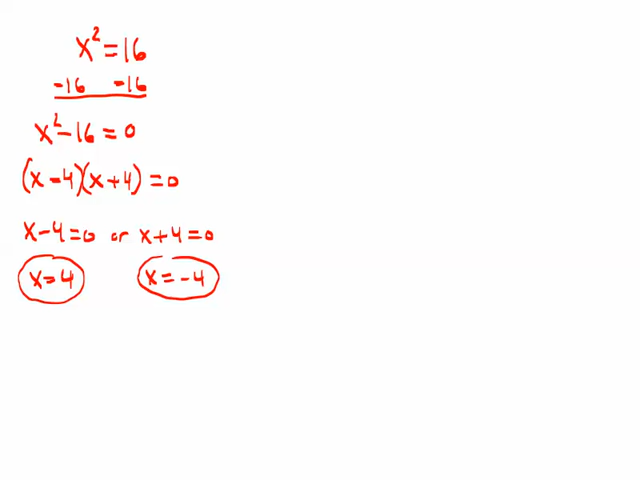 x² = 16
-16 -16
x² - 16 = 0
(x - 4)(x + 4) = 0
x - 4 = 0 or x + 4 = 0
x = 4 x = -4